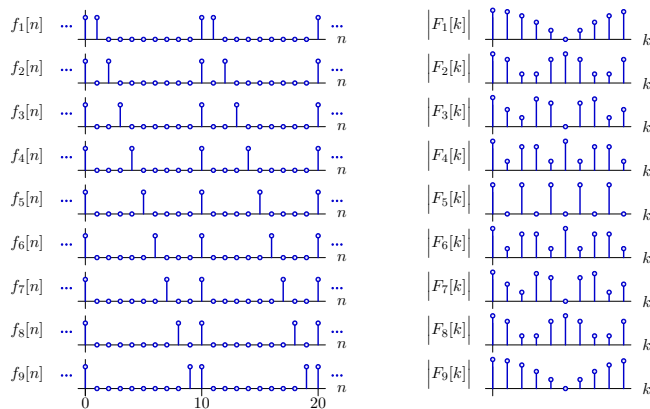 f₁[n] ... ... n |F₁[k]| k
f₂[n] ... ... n |F₂[k]| k
f₃[n] ... ... n |F₃[k]| k
f₄[n] ... ... n |F₄[k]| k
f₅[n] ... ... n |F₅[k]| k
f₆[n] ... ... n |F₆[k]| k
f₇[n] ... ... n |F₇[k]| k
f₈[n] ... ... n |F₈[k]| k
f₉[n] ... ... n |F₉[k]| k
0 10 20